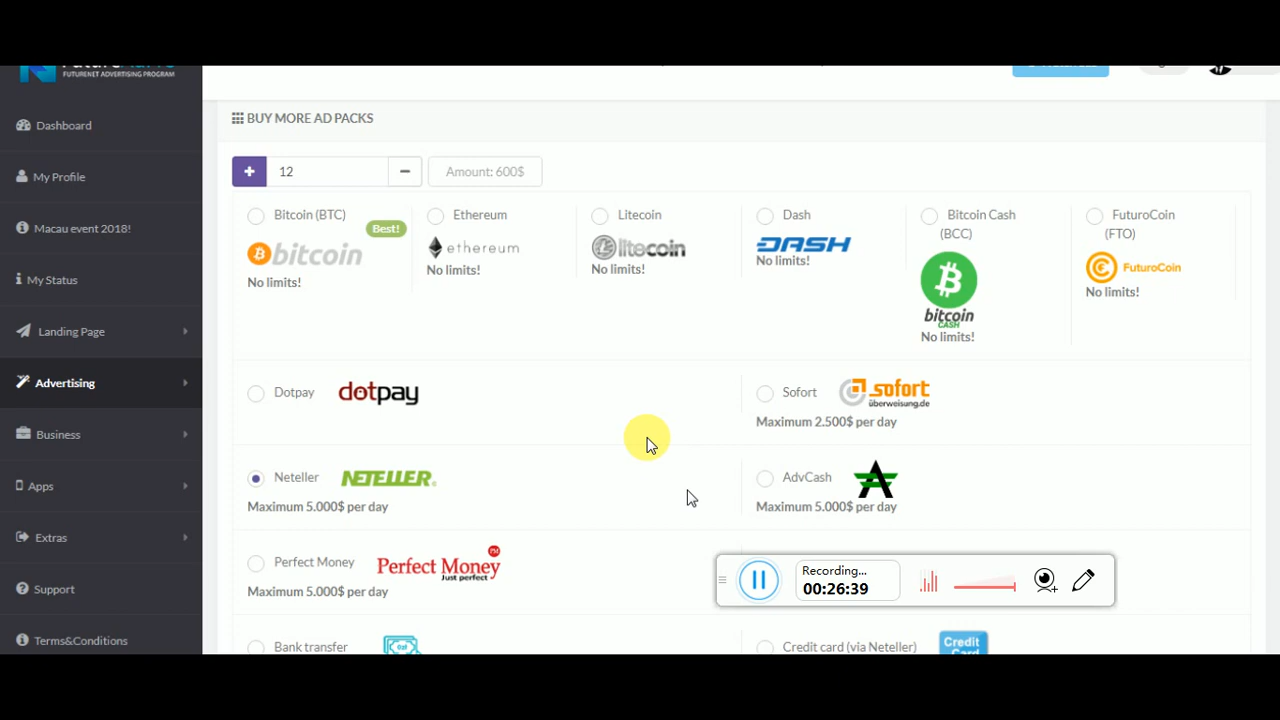 FUTURENET ADVERTISING PROGRAM
Dashboard
My Profile
Macau event 2018!
My Status
Landing Page
Advertising
Business
Apps
Extras
Support
Terms&Conditions
BUY MORE AD PACKS
+ 12 − Amount: 600$
Bitcoin (BTC)
Best!
bitcoin
No limits!
Ethereum
ethereum
No limits!
Litecoin
litecoin
No limits!
Dash
DASH
No limits!
Bitcoin Cash
(BCC)
bitcoin
CASH
No limits!
FuturoCoin
(FTO)
FuturoCoin
No limits!
Dotpay dotpay
Sofort sofort
überweisung.de
Maximum 2.500$ per day
Neteller NETELLER
Maximum 5.000$ per day
AdvCash
Maximum 5.000$ per day
Perfect Money Perfect Money
PM
Just perfect
Maximum 5.000$ per day
Recording...
00:26:39
Bank transfer
Credit card (via Neteller) Credit
Card